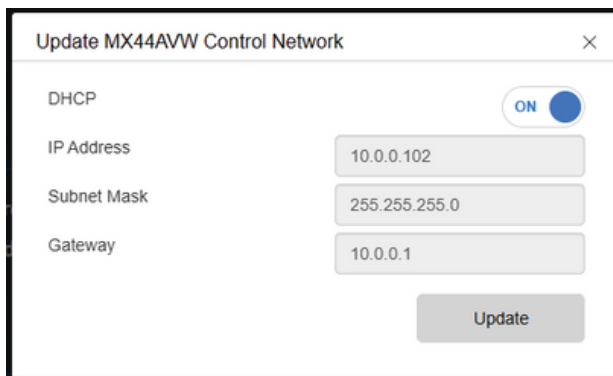 Update MX44AVW Control Network
DHCP
ON
IP Address
10.0.0.102
Subnet Mask
255.255.255.0
Gateway
10.0.0.1
Update